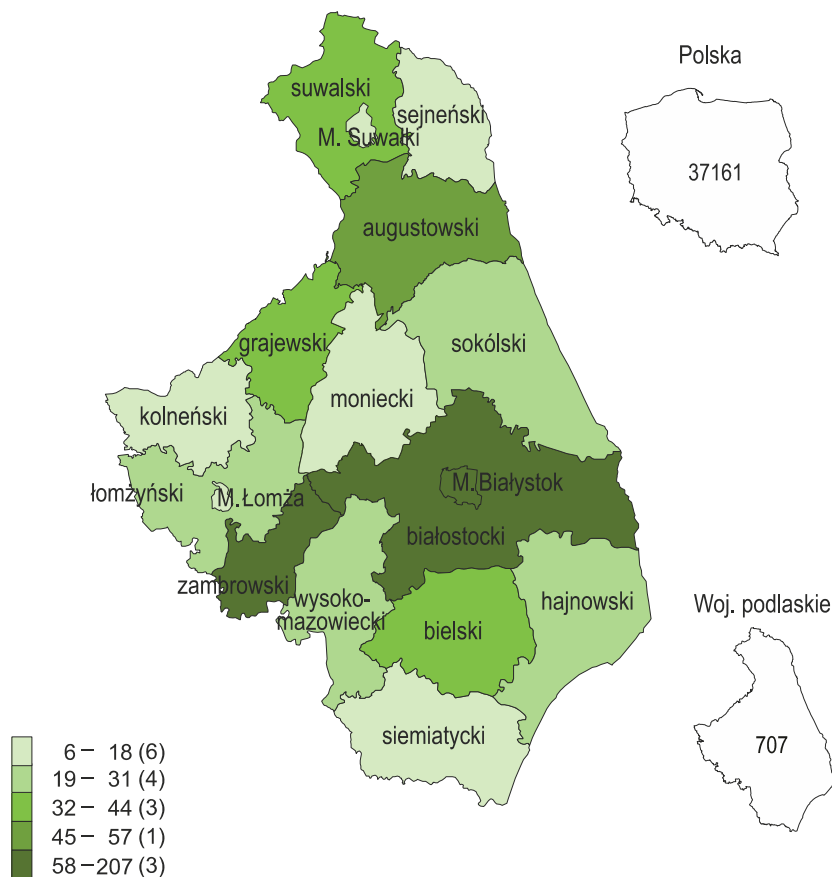 Polska
37161
suwalski
sejneński
M. Suwałki
augustowski
grajewski
sokólski
moniecki
kolneński
łomżyński
M. Łomża
M. Białystok
białostocki
zambrowski
wysoko-
mazowiecki
hajnowski
bielski
siemiatycki
Woj. podlaskie
707
6 – 18 (6)
19 – 31 (4)
32 – 44 (3)
45 – 57 (1)
58 – 207 (3)